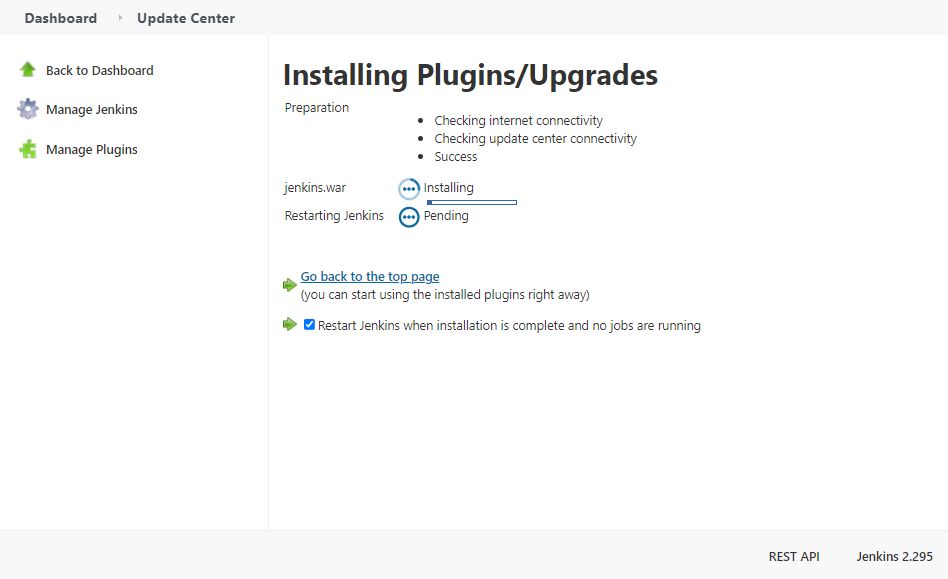 Dashboard Update Center
Back to Dashboard
Manage Jenkins
Manage Plugins
Installing Plugins/Upgrades
Preparation
Checking internet connectivity
Checking update center connectivity
Success
jenkins.war Installing
Restarting Jenkins Pending
Go back to the top page
(you can start using the installed plugins right away)
Restart Jenkins when installation is complete and no jobs are running
REST API Jenkins 2.295